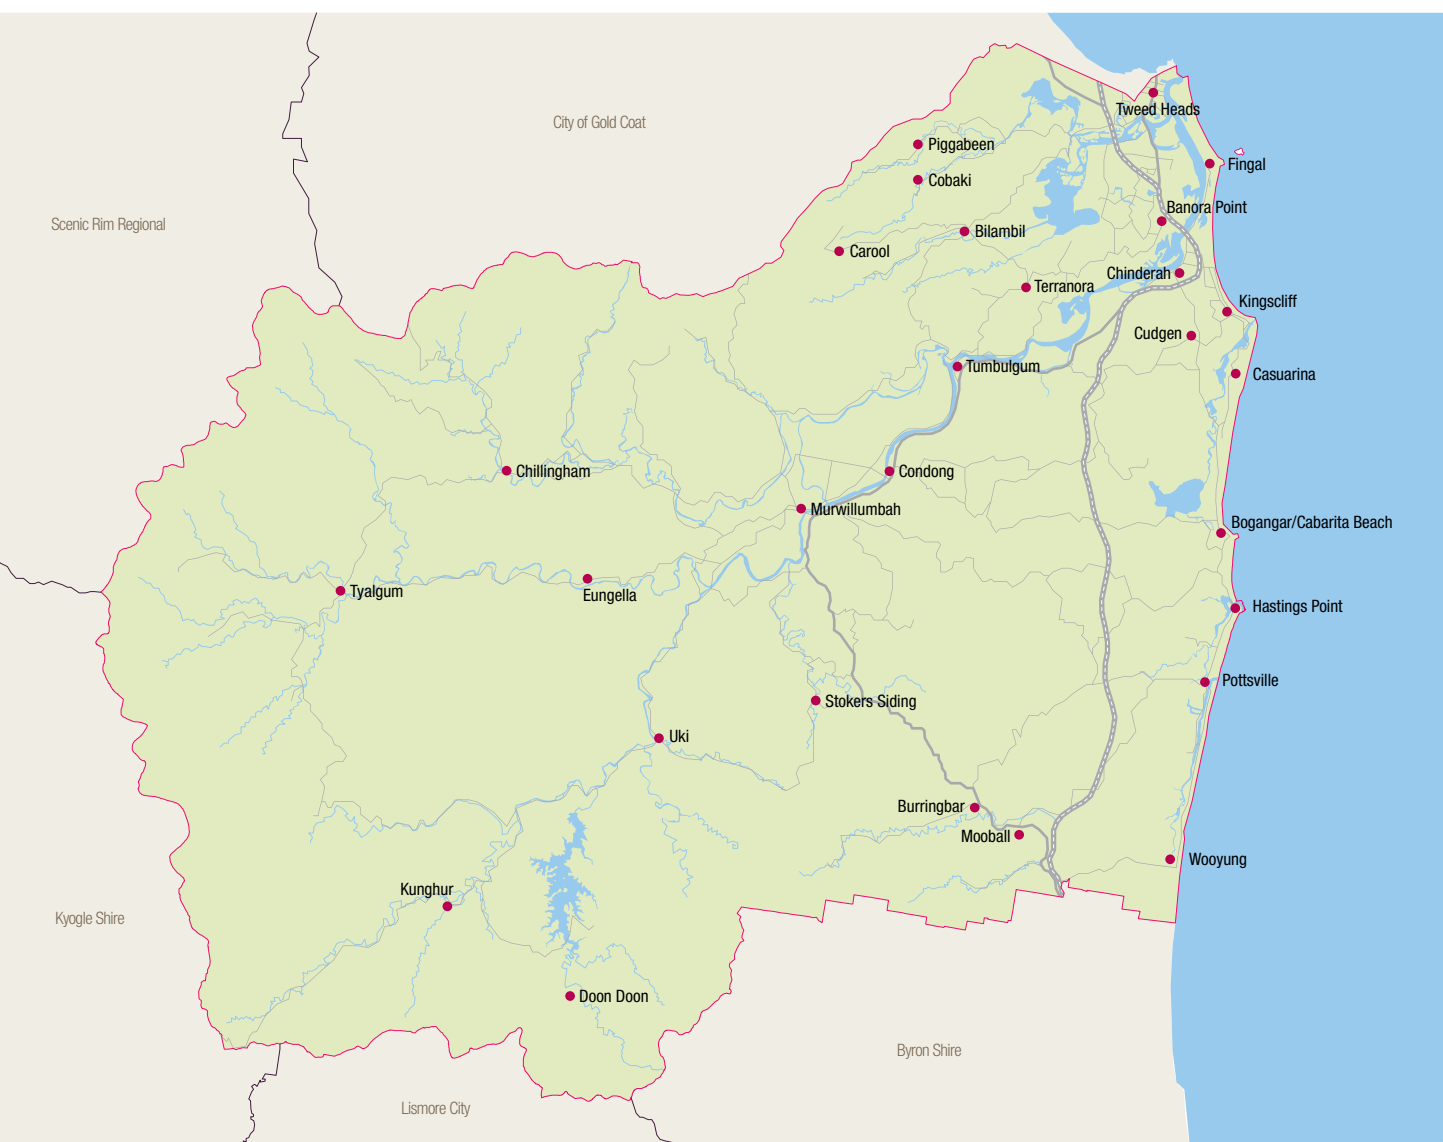 Tweed Heads
City of Gold Coat
Piggabeen
Fingal
Cobaki
Banora Point
Scenic Rim Regional
Bilambil
Carool
Chinderah
Terranora
Kingscliff
Cudgen
Tumbulgum
Casuarina
Chillingham
Condong
Murwillumbah
Bogangar/Cabarita Beach
Tyalgum
Eungella
Hastings Point
Pottsville
Stokers Siding
Uki
Burringbar
Mooball
Wooyung
Kunghur
Kyogle Shire
Doon Doon
Byron Shire
Lismore City